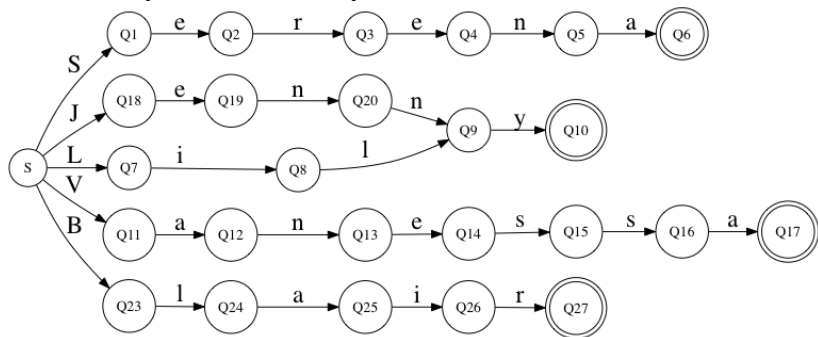 Q1 e Q2 r Q3 e Q4 n Q5 a Q6
S
J Q18 e Q19 n Q20 n Q9 y Q10
S L Q7 i Q8 l
V
Q11 a Q12 n Q13 e Q14 s Q15 s Q16 a Q17
B
Q23 l Q24 a Q25 i Q26 r Q27